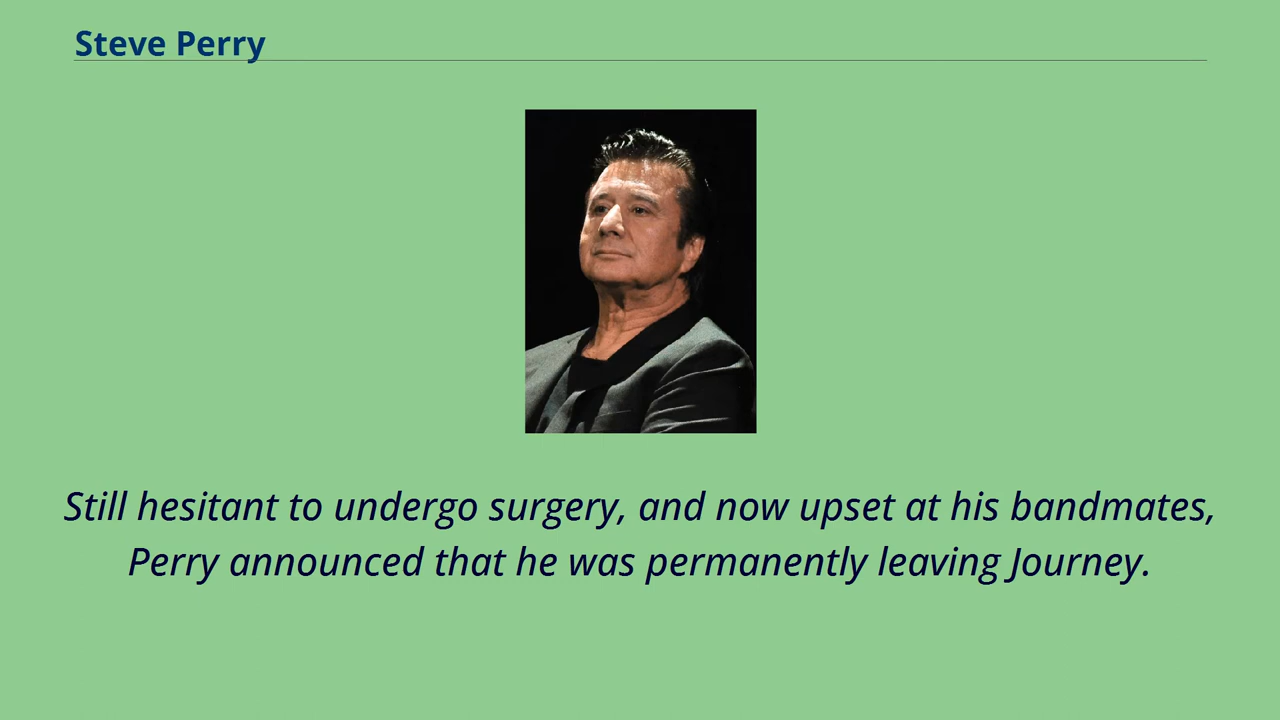 Steve Perry
Still hesitant to undergo surgery, and now upset at his bandmates,
Perry announced that he was permanently leaving Journey.